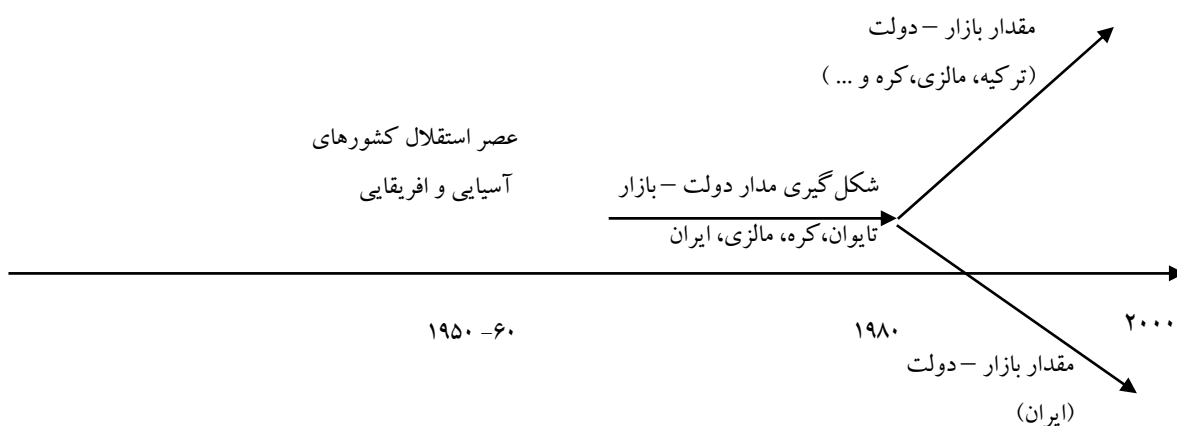 مقدار بازار – دولت
(ترکیه، مالزی،کره و ... )
عصر استقلال کشورهای
آسیایی و افریقایی
شکل‌گیری مدار دولت – بازار
تایوان،کره، مالزی، ایران
۱۹۵۰ -۶۰
۱۹۸۰
۲۰۰۰
مقدار بازار – دولت
(ایران)